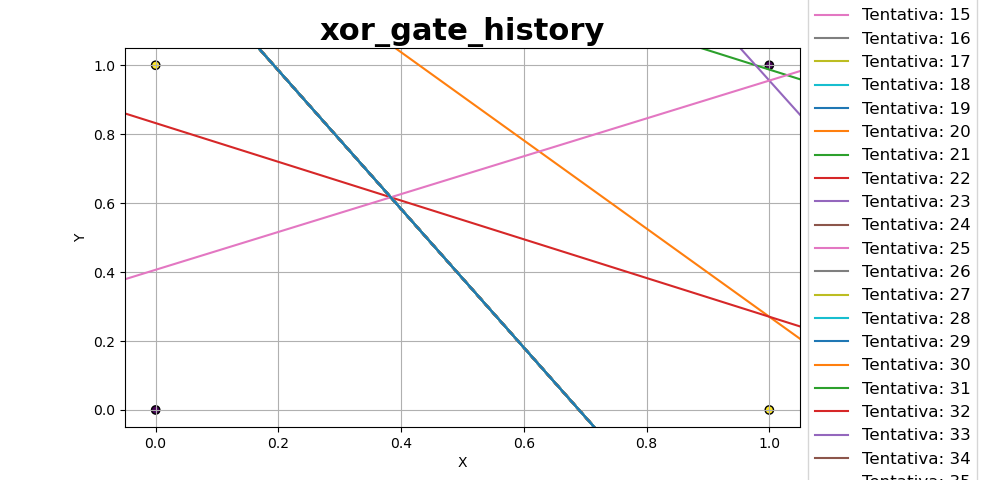 xor_gate_history
1.0
0.8
0.6
0.4
0.2
0.0
Y
0.0 0.2 0.4 0.6 0.8 1.0
X
Tentativa: 15
Tentativa: 16
Tentativa: 17
Tentativa: 18
Tentativa: 19
Tentativa: 20
Tentativa: 21
Tentativa: 22
Tentativa: 23
Tentativa: 24
Tentativa: 25
Tentativa: 26
Tentativa: 27
Tentativa: 28
Tentativa: 29
Tentativa: 30
Tentativa: 31
Tentativa: 32
Tentativa: 33
Tentativa: 34
Tentativa: 35